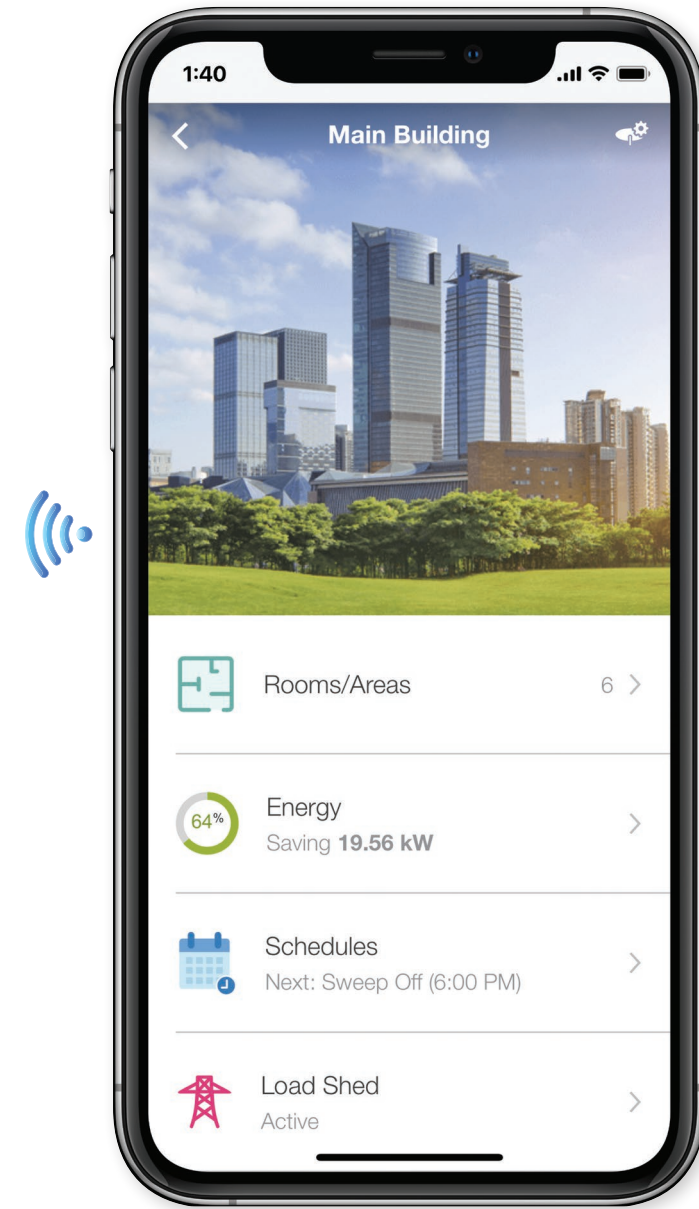 1:40
Main Building
Rooms/Areas 6
64%
Energy
Saving 19.56 kW
Schedules
Next: Sweep Off (6:00 PM)
Load Shed
Active